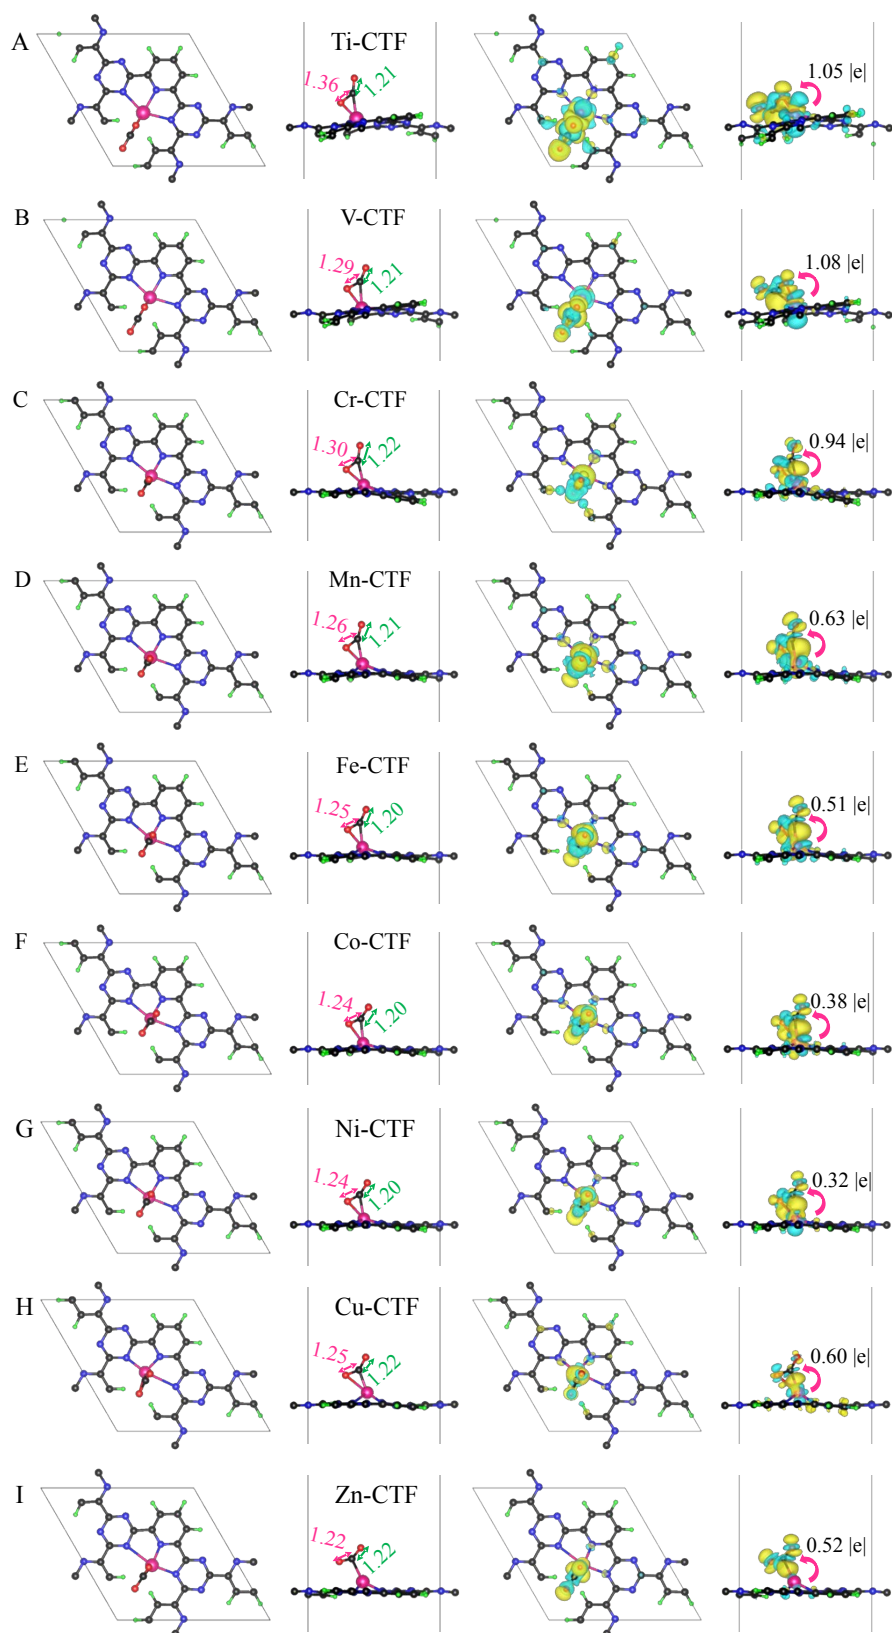 A Ti-CTF
1.36 1.21 1.05 |e|
B V-CTF
1.29 1.21 1.08 |e|
C Cr-CTF
1.30 1.22 0.94 |e|
D Mn-CTF
1.26 1.21 0.63 |e|
E Fe-CTF
1.25 1.20 0.51 |e|
F Co-CTF
1.24 1.20 0.38 |e|
G Ni-CTF
1.24 1.20 0.32 |e|
H Cu-CTF
1.25 1.22 0.60 |e|
I Zn-CTF
1.22 1.22 0.52 |e|